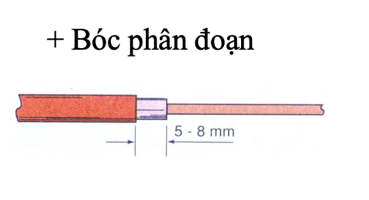 + Bóc phân đoạn
5 - 8 mm